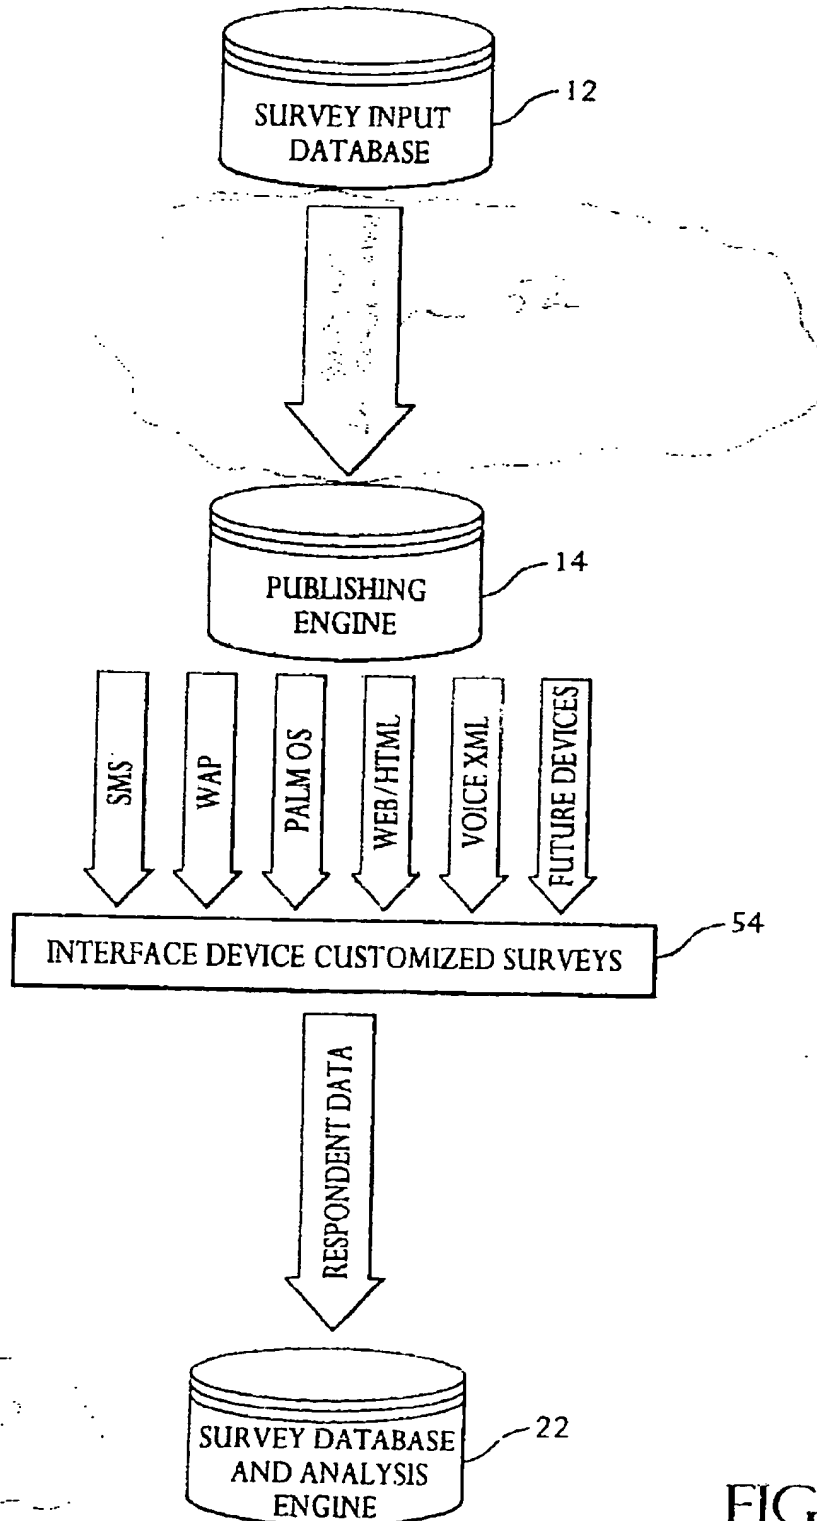 SURVEY INPUT
DATABASE
12
52
PUBLISHING
ENGINE
14
SMS
WAP
PALM OS
WEB/HTML
VOICE XML
FUTURE DEVICES
INTERFACE DEVICE CUSTOMIZED SURVEYS
54
RESPONDENT DATA
SURVEY DATABASE
AND ANALYSIS
ENGINE
22
FIG